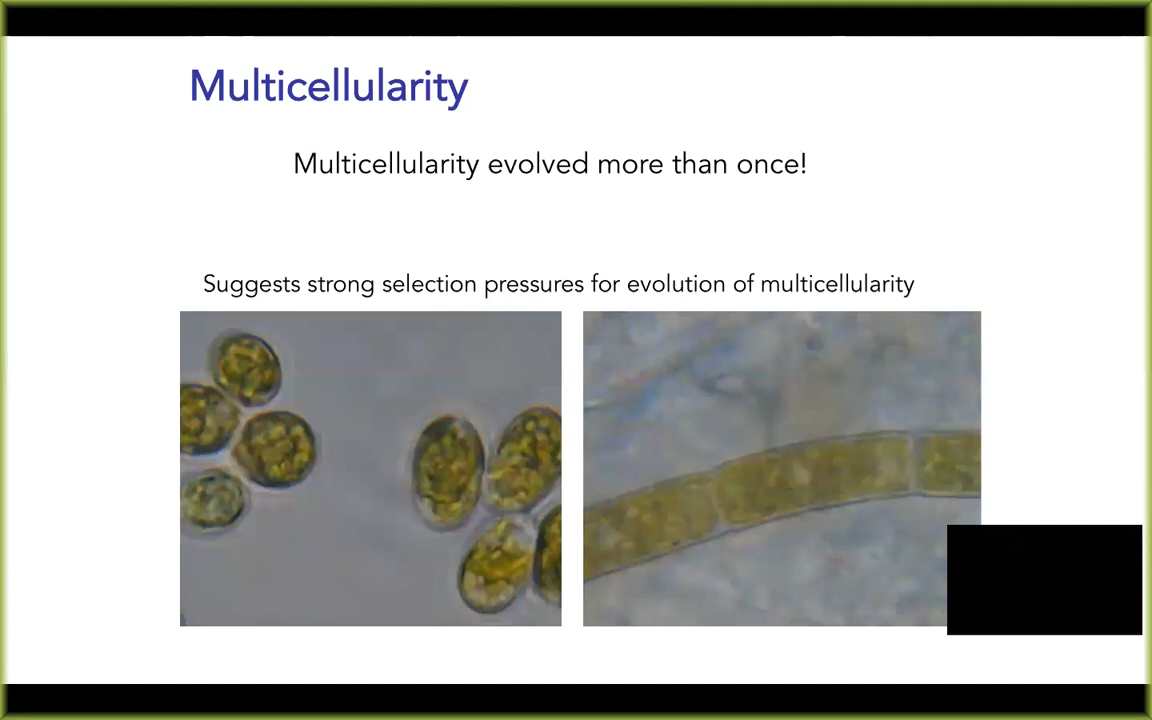 Multicellularity
Multicellularity evolved more than once!
Suggests strong selection pressures for evolution of multicellularity